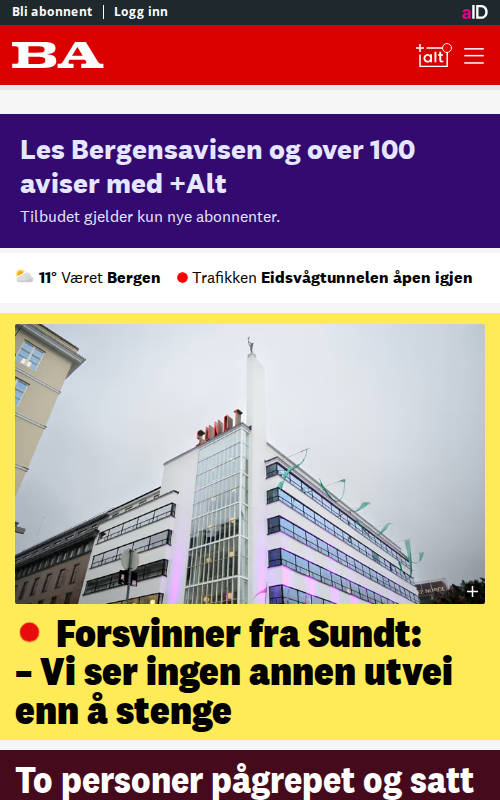 Bli abonnent | Logg inn
aID
BA
+alt
Les Bergensavisen og over 100
aviser med +Alt
Tilbudet gjelder kun nye abonnenter.
11° Været Bergen
Trafikken Eidsvågtunnelen åpen igjen
SUNDT
Forsvinner fra Sundt:
– Vi ser ingen annen utvei
enn å stenge
To personer pågrepet og satt